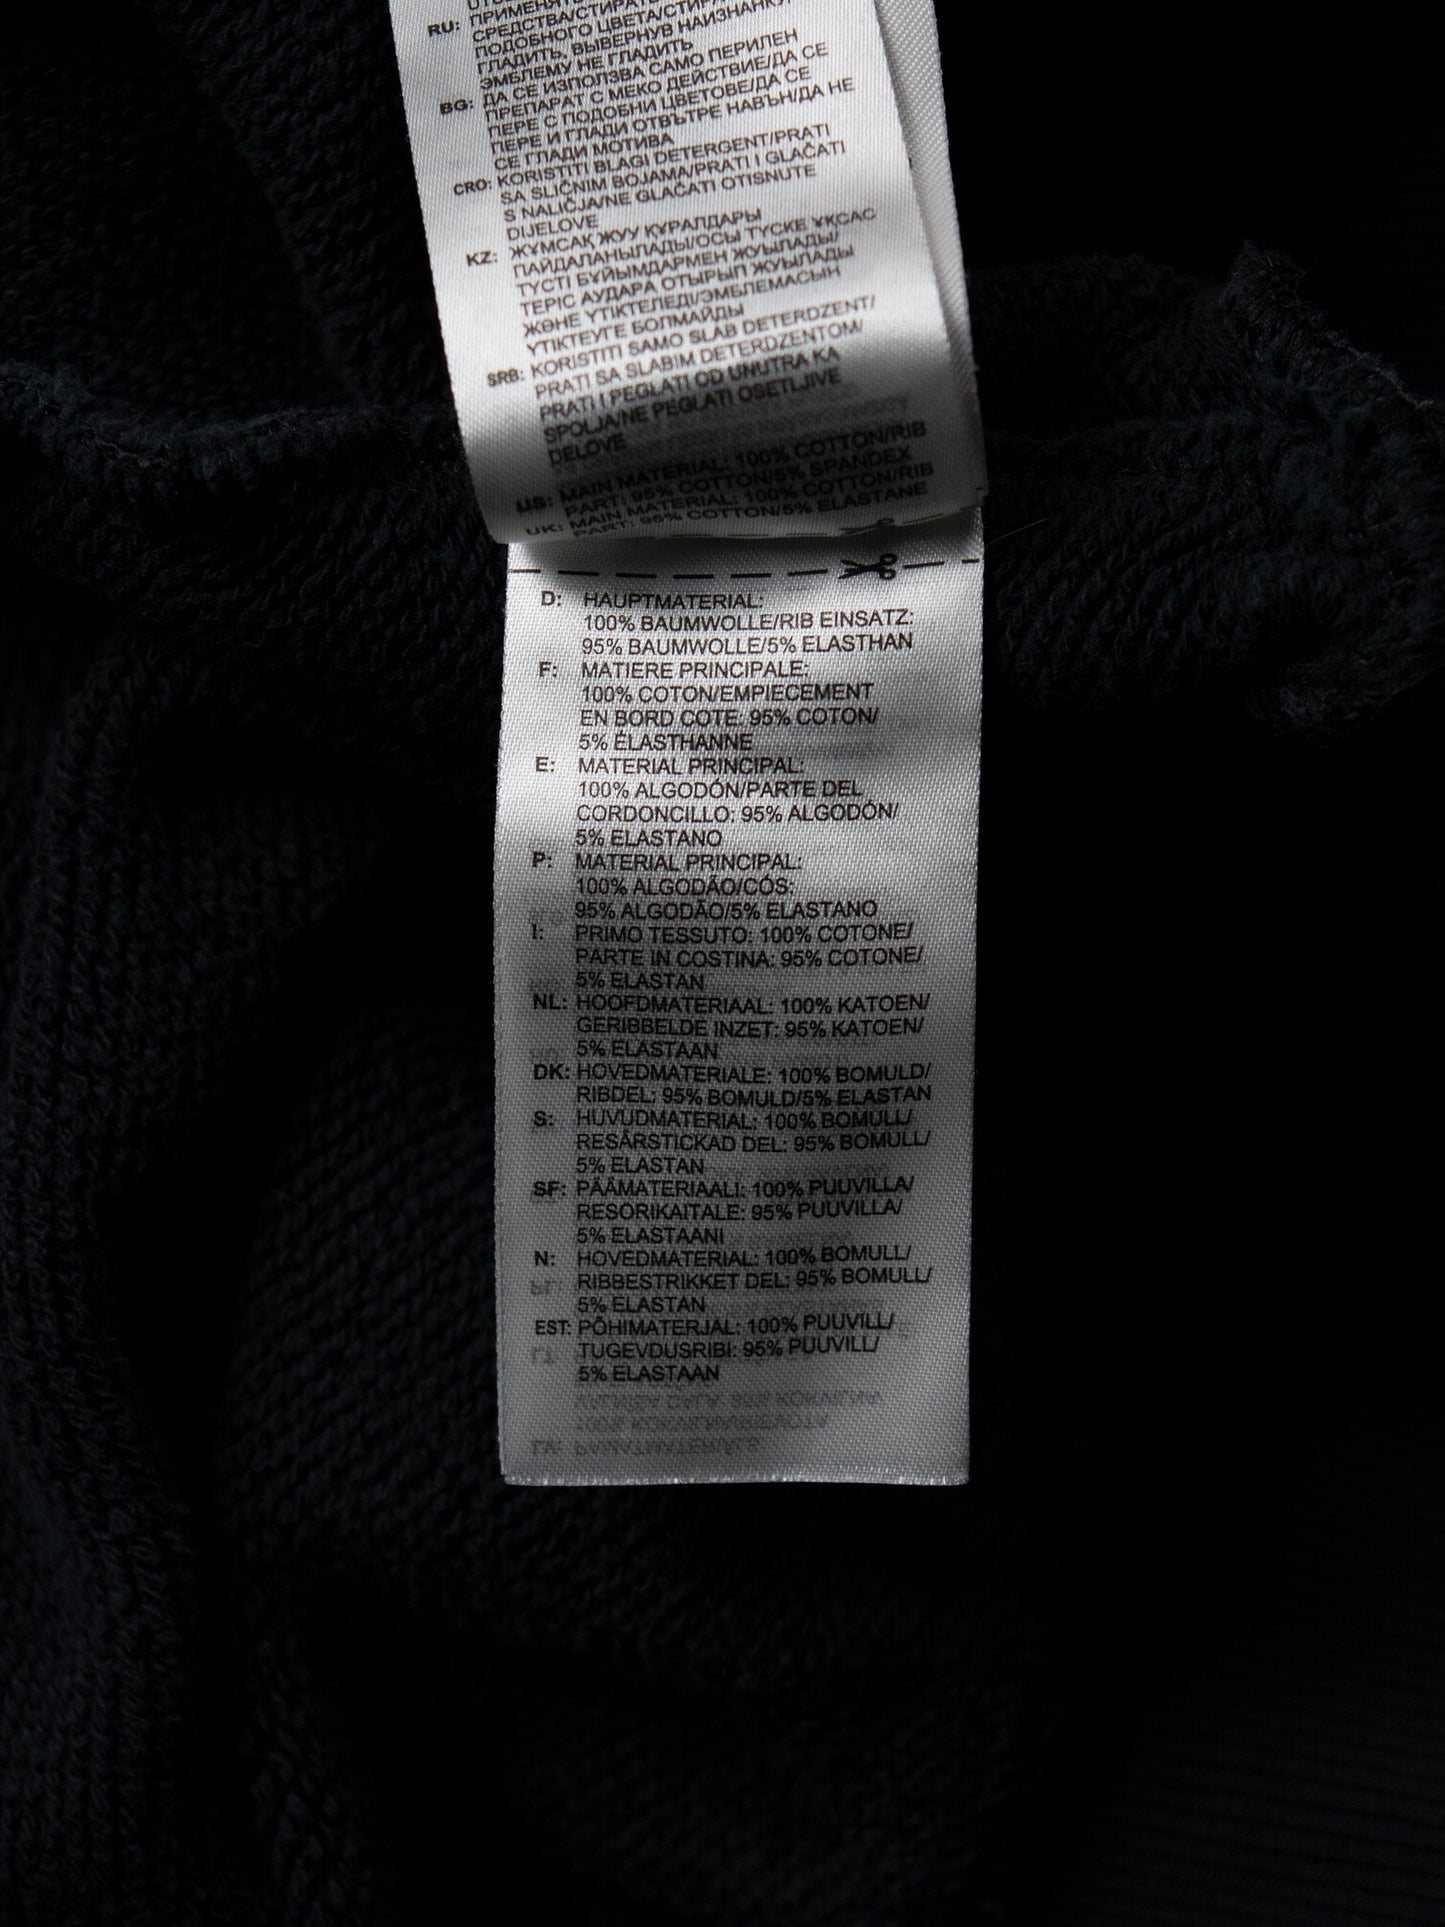 RU: ПРИМЕНЯТЬ
СРЕДСТВА/СТИРАТЬ
ПОДОБНОГО ЦВЕТА/СТИРАТЬ
ГЛАДИТЬ, ВЫВЕРНУВ НАИЗНАНКУ/
ЭМБЛЕМУ НЕ ГЛАДИТЬ
BG: ДА СЕ ИЗПОЛЗВА САМО ПЕРИЛЕН
ПРЕПАРАТ С МЕКО ДЕЙСТВИЕ/ДА СЕ
ПЕРЕ С ПОДОБНИ ЦВЕТОВЕ/ДА СЕ
ПЕРЕ И ГЛАДИ ОТВЪТРЕ НАВЪН/ДА НЕ
СЕ ГЛАДИ МОТИВА
CRO: KORISTITI BLAGI DETERGENT/PRATI
SA SLIČNIM BOJAMA/PRATI I GLAČATI
S NALIČJA/NE GLAČATI OTISNUTE
DIJELOVE
KZ: ЖҰМСАҚ ЖУУ ҚҰРАЛДАРЫ
ПАЙДАЛАНЫЛАДЫ/ОСЫ ТҮСКЕ ҰҚСАС
ТҮСТІ БҰЙЫМДАРМЕН ЖУЫЛАДЫ/
ТЕРІС АУДАРА ОТЫРЫП ЖУЫЛАДЫ
ЖӘНЕ ҮТІКТЕЛЕДІ/ЭМБЛЕМАСЫН
ҮТІКТЕУГЕ БОЛМАЙДЫ
SRB: KORISTITI SAMO SLAB DETERDZENT/
PRATI SA SLABIM DETERDZENTOM/
PRATI I PEGLATI OD UNUTRA KA
SPOLJA/NE PEGLATI OSETLJIVE
DELOVE
US: MAIN MATERIAL: 100% COTTON/RIB
PART: 95% COTTON/5% SPANDEX
UK: MAIN MATERIAL: 100% COTTON/RIB
PART: 95% COTTON/5% ELASTANE
D: HAUPTMATERIAL:
100% BAUMWOLLE/RIB EINSATZ:
95% BAUMWOLLE/5% ELASTHAN
F: MATIERE PRINCIPALE:
100% COTON/EMPIECEMENT
EN BORD COTE: 95% COTON/
5% ÉLASTHANNE
E: MATERIAL PRINCIPAL:
100% ALGODÓN/PARTE DEL
CORDONCILLO: 95% ALGODÓN/
5% ELASTANO
P: MATERIAL PRINCIPAL:
100% ALGODÃO/CÓS:
95% ALGODÃO/5% ELASTANO
I: PRIMO TESSUTO: 100% COTONE/
PARTE IN COSTINA: 95% COTONE/
5% ELASTAN
NL: HOOFDMATERIAAL: 100% KATOEN/
GERIBBELDE INZET: 95% KATOEN/
5% ELASTAAN
DK: HOVEDMATERIALE: 100% BOMULD/
RIBDEL: 95% BOMULD/5% ELASTAN
S: HUVUDMATERIAL: 100% BOMULL/
RESÅRSTICKAD DEL: 95% BOMULL/
5% ELASTAN
SF: PÄÄMATERIAALI: 100% PUUVILLA/
RESORIKAITALE: 95% PUUVILLA/
5% ELASTAANI
N: HOVEDMATERIAL: 100% BOMULL/
RIBBESTRIKKET DEL: 95% BOMULL/
5% ELASTAN
EST: PÕHIMATERJAL: 100% PUUVILL/
TUGEVDUSRIBI: 95% PUUVILL/
5% ELASTAAN